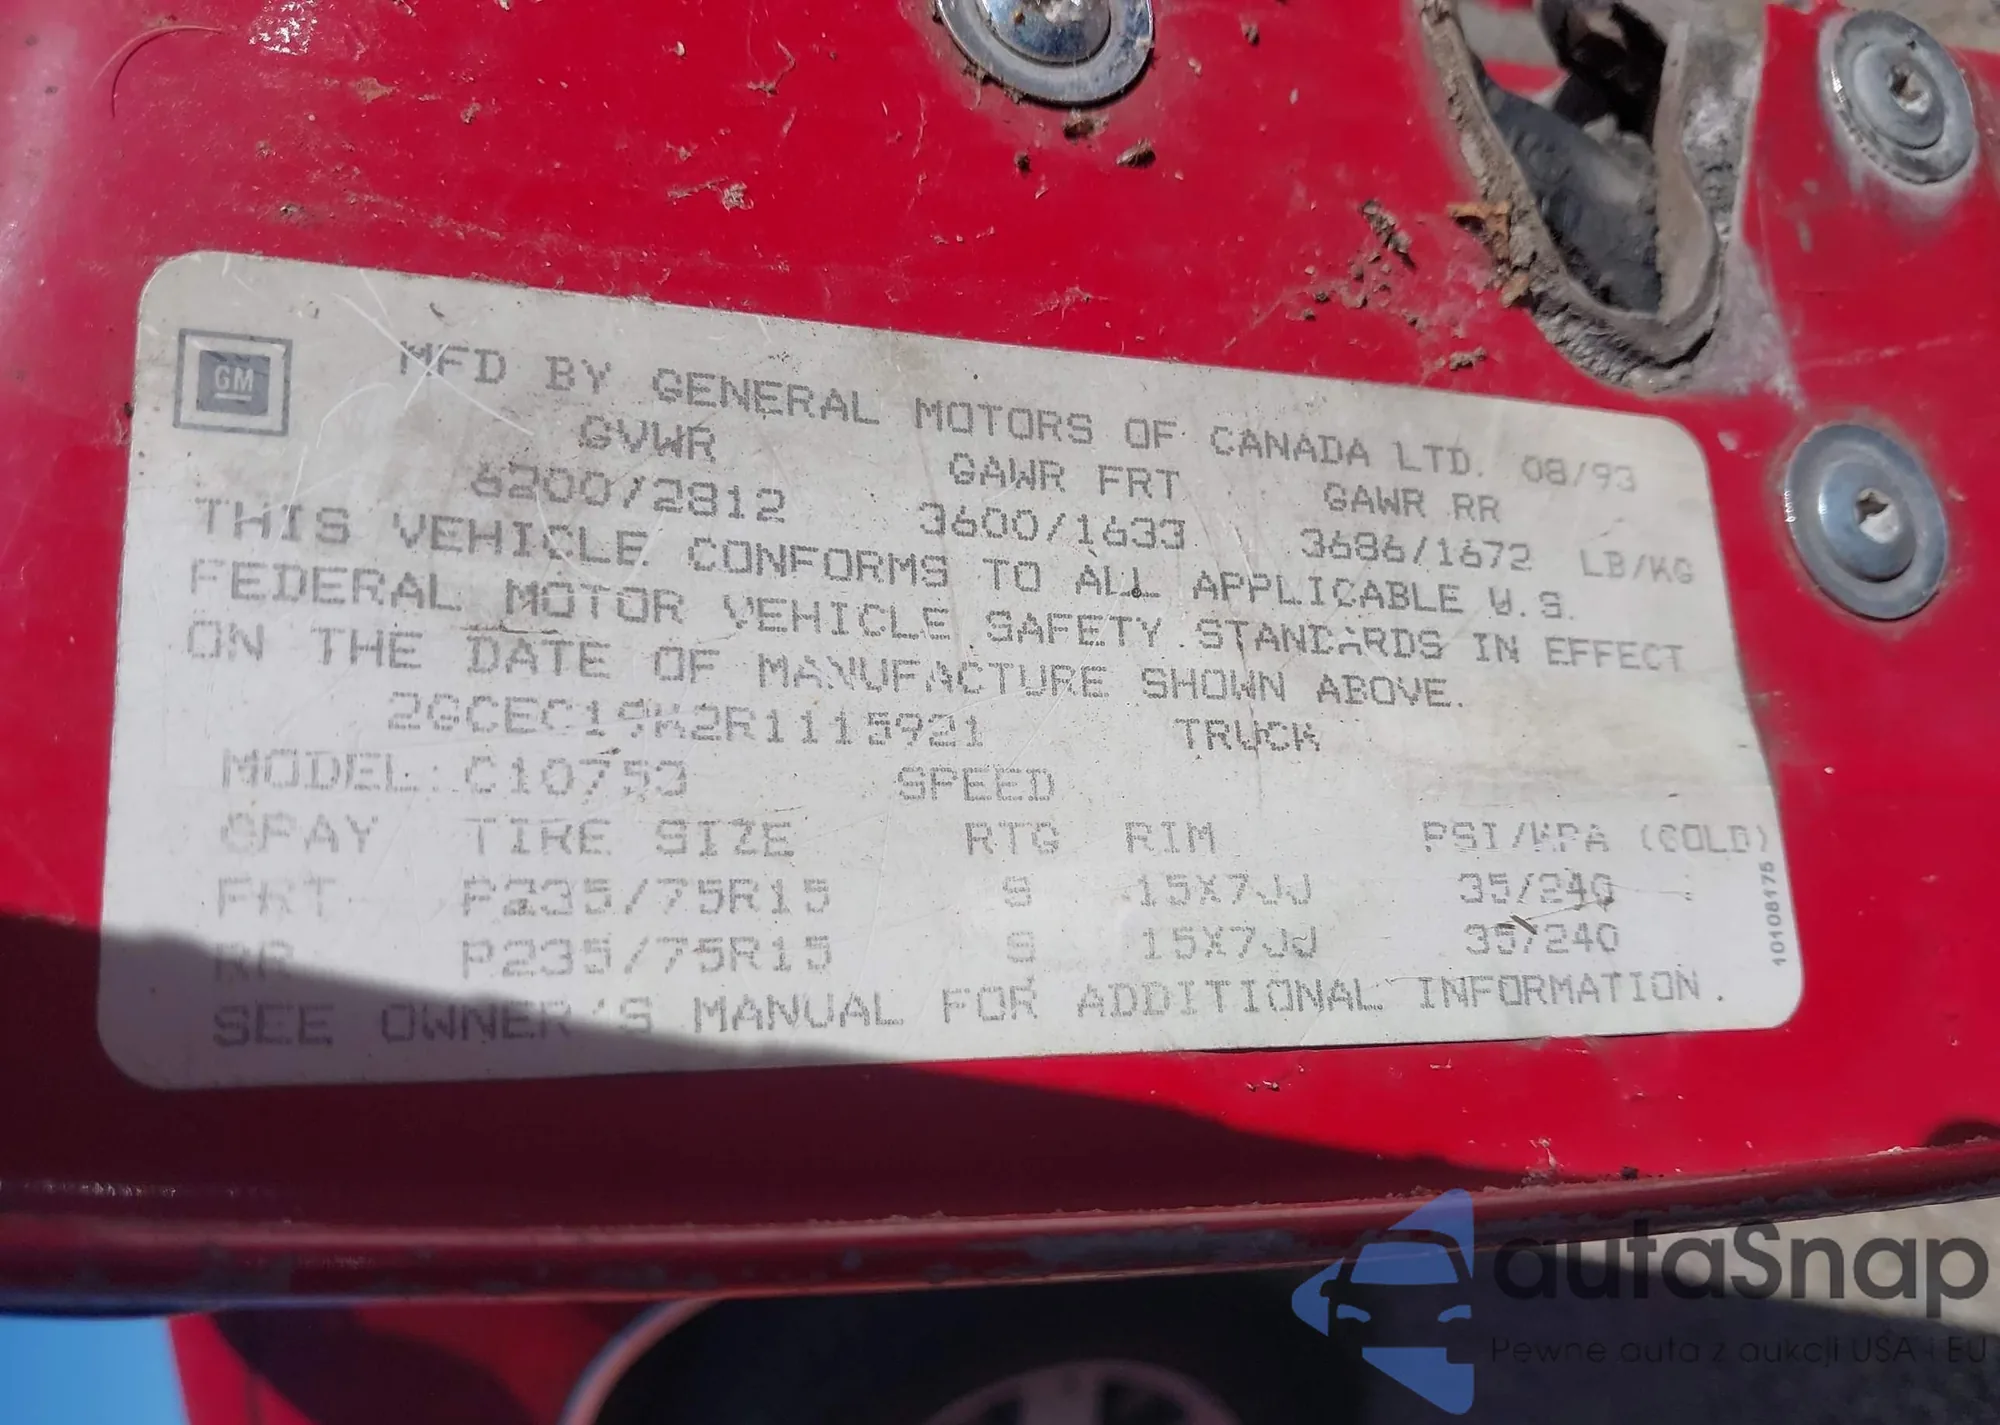 GM
MFD BY GENERAL MOTORS OF CANADA LTD. 08/93
GVWR GAWR FRT GAWR RR
6200/2812 3600/1633 3686/1672 LB/KG
THIS VEHICLE CONFORMS TO ALL APPLICABLE U.S.
FEDERAL MOTOR VEHICLE SAFETY STANDARDS IN EFFECT
ON THE DATE OF MANUFACTURE SHOWN ABOVE.
2GCEC19K2R1115921 TRUCK
MODEL: C10753 SPEED
GPAY TIRE SIZE RTG RIM PSI/KPA (COLD)
FRT P235/75R15 S 15X7JJ 35/240
RR P235/75R15 S 15X7JJ 35/240
SEE OWNER'S MANUAL FOR ADDITIONAL INFORMATION.
10108175
autaSnap
Pewne auta z aukcji USA i EU